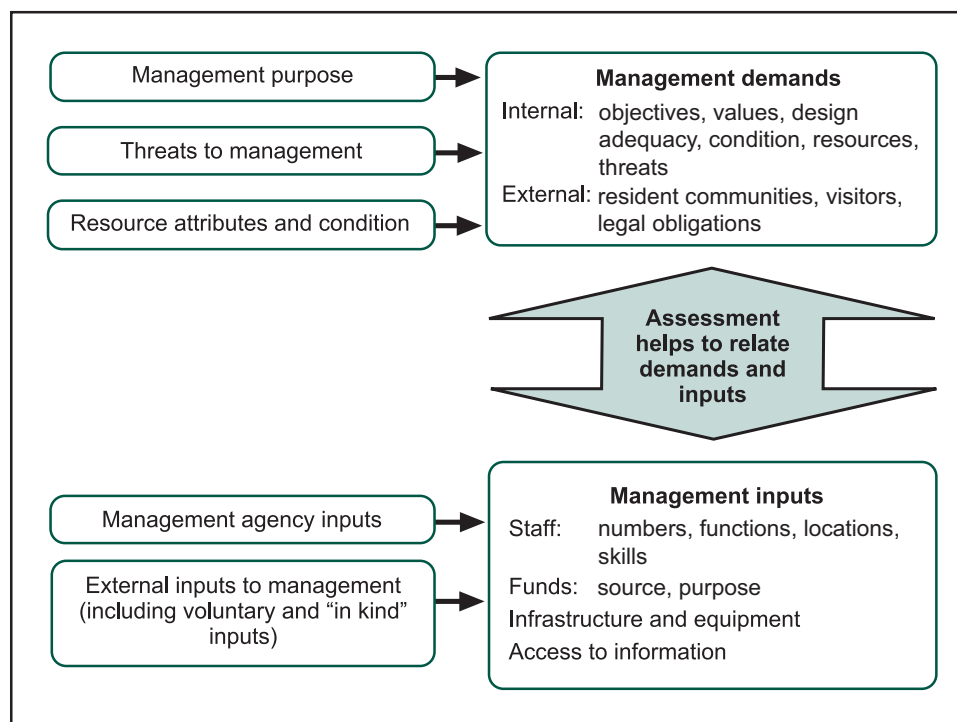 Management purpose
Threats to management
Resource attributes and condition
Management demands
Internal: objectives, values, design
adequacy, condition, resources,
threats
External: resident communities, visitors,
legal obligations
Assessment
helps to relate
demands and
inputs
Management agency inputs
External inputs to management
(including voluntary and “in kind”
inputs)
Management inputs
Staff: numbers, functions, locations,
skills
Funds: source, purpose
Infrastructure and equipment
Access to information